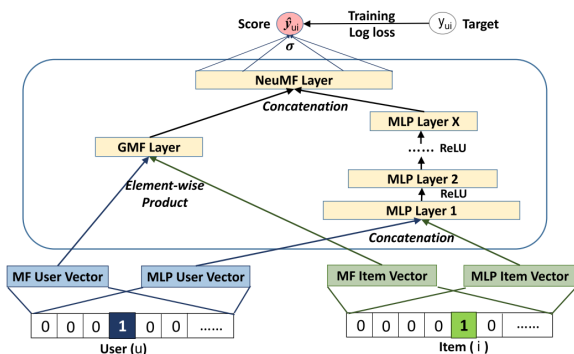 Score ŷui Training yui Target
Log loss
σ
NeuMF Layer
Concatenation
MLP Layer X
GMF Layer
...... ReLU
Element-wise
Product
MLP Layer 2
ReLU
MLP Layer 1
Concatenation
MF User Vector MLP User Vector MF Item Vector MLP Item Vector
0 0 0 1 0 0 ...... 0 0 0 0 1 0 ......
User (u) Item ( i )